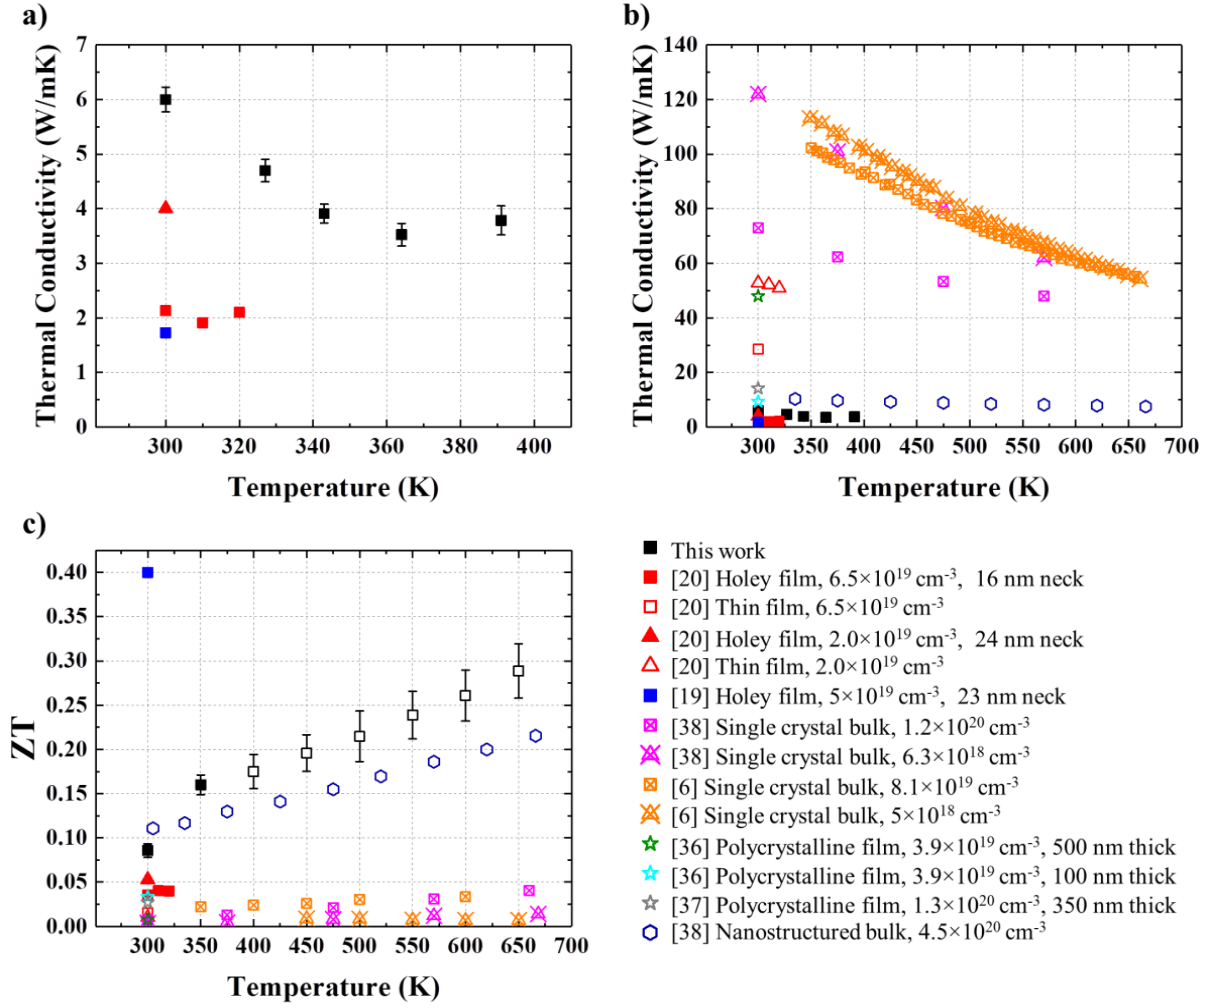 a)
Thermal Conductivity (W/mK)
7
6
5
4
3
2
1
0
300 320 340 360 380 400
Temperature (K)
b)
Thermal Conductivity (W/mK)
140
120
100
80
60
40
20
0
300 350 400 450 500 550 600 650 700
Temperature (K)
c)
ZT
0.40
0.35
0.30
0.25
0.20
0.15
0.10
0.05
0.00
300 350 400 450 500 550 600 650 700
Temperature (K)
This work
[20] Holey film, 6.5×10¹⁹ cm⁻³, 16 nm neck
[20] Thin film, 6.5×10¹⁹ cm⁻³
[20] Holey film, 2.0×10¹⁹ cm⁻³, 24 nm neck
[20] Thin film, 2.0×10¹⁹ cm⁻³
[19] Holey film, 5×10¹⁹ cm⁻³, 23 nm neck
[38] Single crystal bulk, 1.2×10²⁰ cm⁻³
[38] Single crystal bulk, 6.3×10¹⁸ cm⁻³
[6] Single crystal bulk, 8.1×10¹⁹ cm⁻³
[6] Single crystal bulk, 5×10¹⁸ cm⁻³
[36] Polycrystalline film, 3.9×10¹⁹ cm⁻³, 500 nm thick
[36] Polycrystalline film, 3.9×10¹⁹ cm⁻³, 100 nm thick
[37] Polycrystalline film, 1.3×10²⁰ cm⁻³, 350 nm thick
[38] Nanostructured bulk, 4.5×10²⁰ cm⁻³